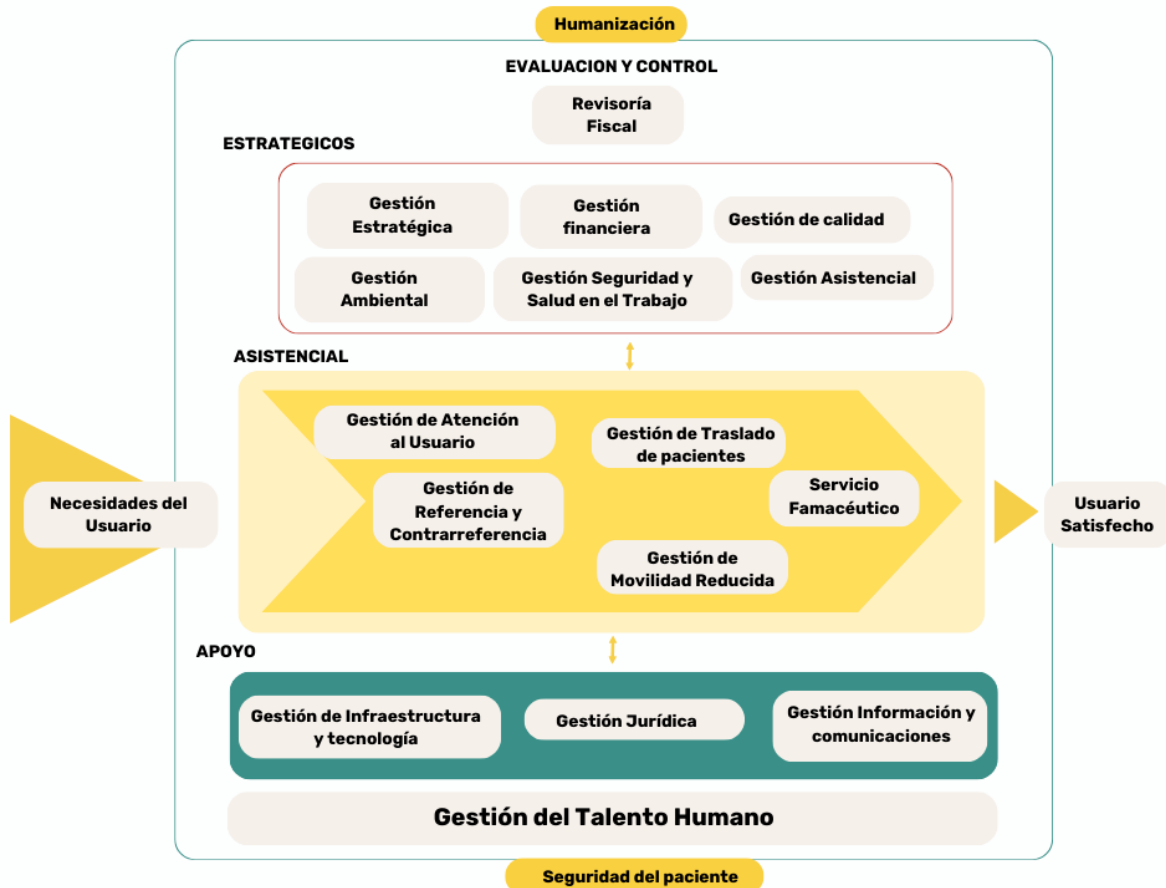 Humanización
EVALUACION Y CONTROL
Revisoría
Fiscal
ESTRATEGICOS
Gestión
Estratégica
Gestión
financiera
Gestión de calidad
Gestión
Ambiental
Gestión Seguridad y
Salud en el Trabajo
Gestión Asistencial
ASISTENCIAL
Necesidades del
Usuario
Gestión de Atención
al Usuario
Gestión de
Referencia y
Contrarreferencia
Gestión de Traslado
de pacientes
Servicio
Famacéutico
Gestión de
Movilidad Reducida
Usuario
Satisfecho
APOYO
Gestión de Infraestructura
y tecnología
Gestión Jurídica
Gestión Información y
comunicaciones
Gestión del Talento Humano
Seguridad del paciente